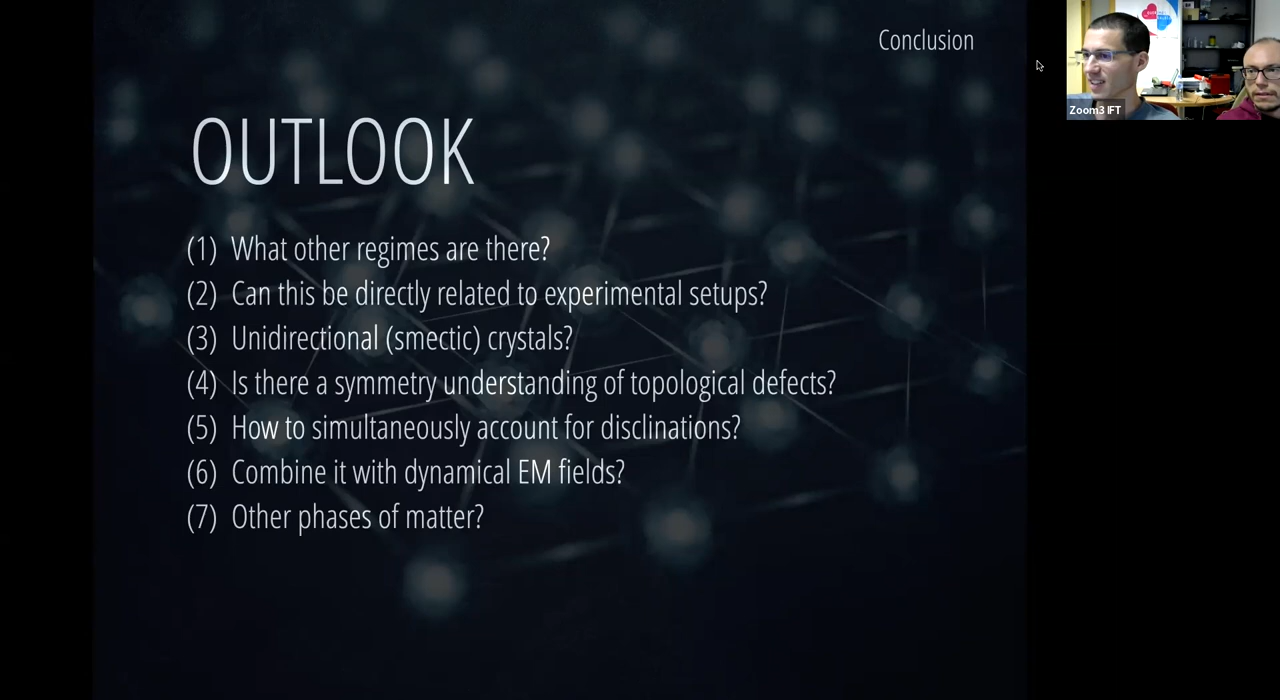 Conclusion
Zoom3 IFT
OUTLOOK
(1) What other regimes are there?
(2) Can this be directly related to experimental setups?
(3) Unidirectional (smectic) crystals?
(4) Is there a symmetry understanding of topological defects?
(5) How to simultaneously account for disclinations?
(6) Combine it with dynamical EM fields?
(7) Other phases of matter?